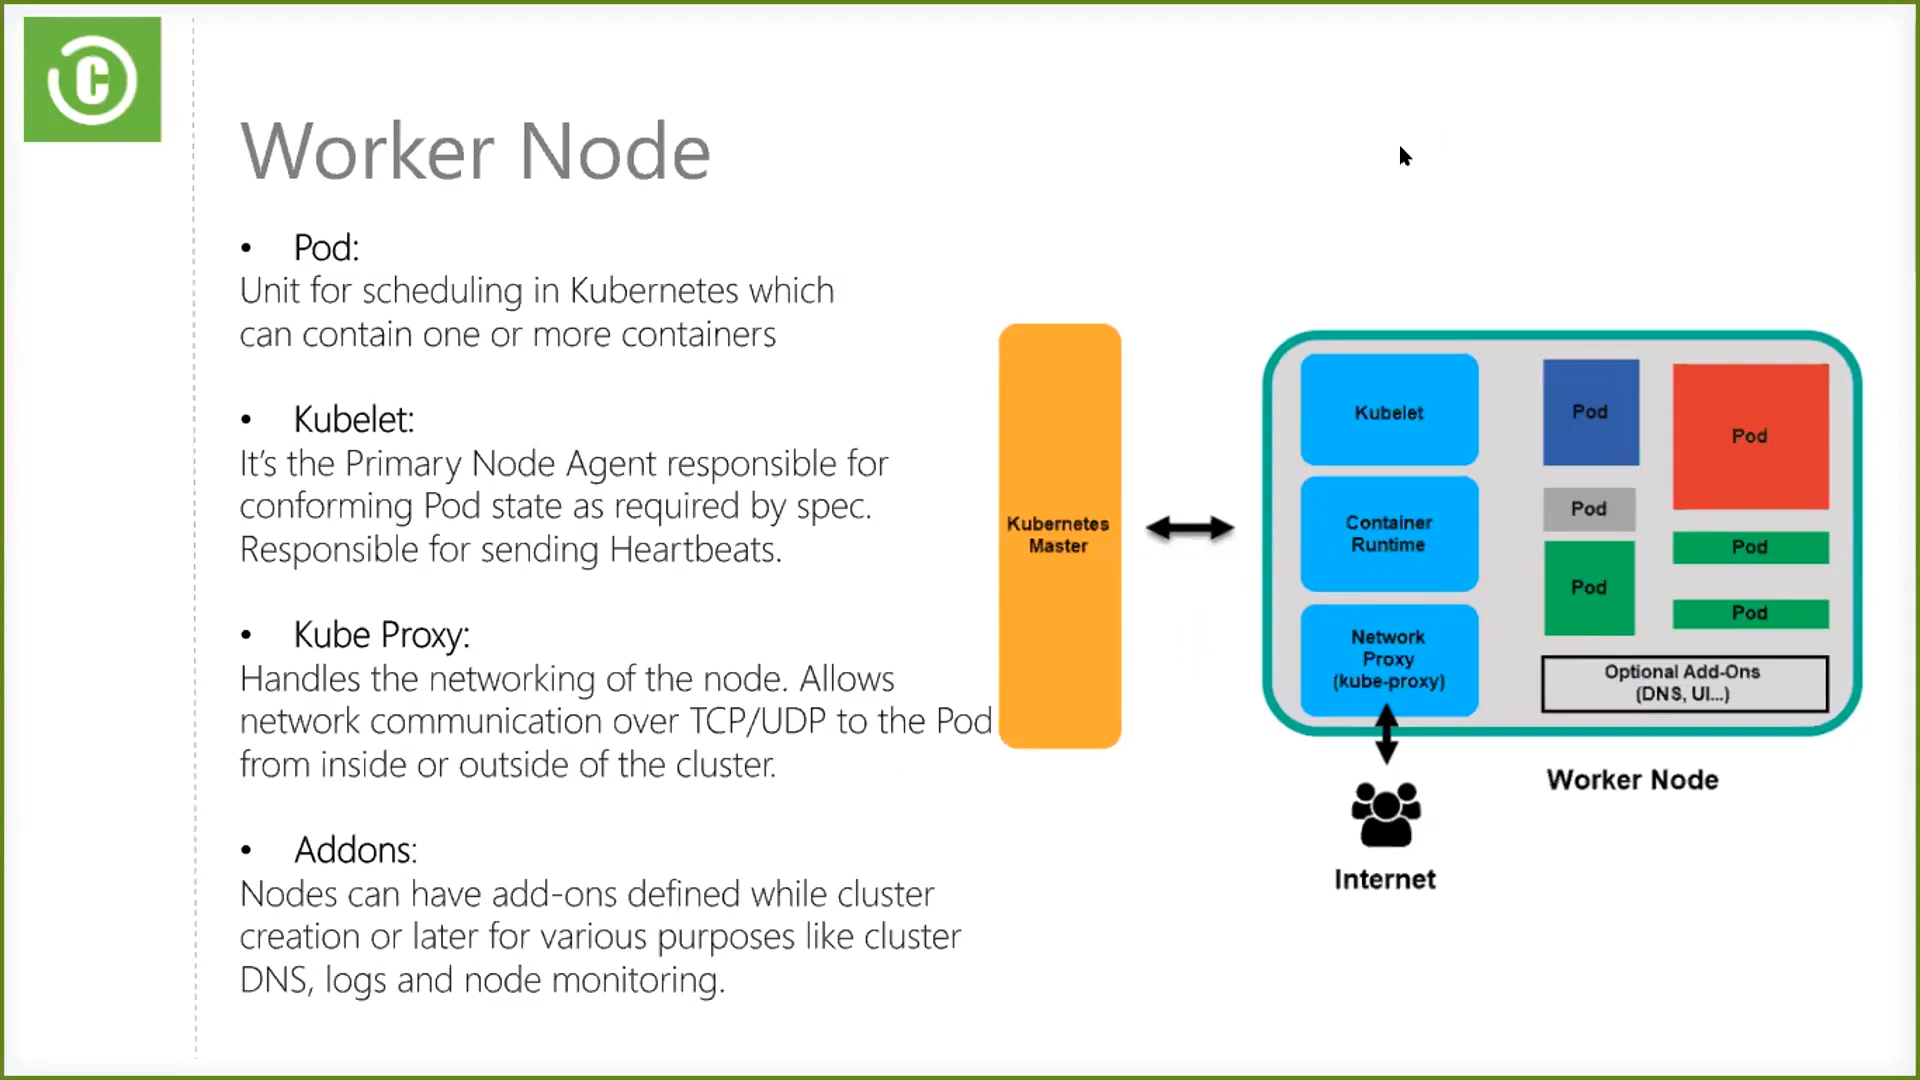 C
Worker Node
• Pod:
Unit for scheduling in Kubernetes which
can contain one or more containers
• Kubelet:
It's the Primary Node Agent responsible for
conforming Pod state as required by spec.
Responsible for sending Heartbeats.
• Kube Proxy:
Handles the networking of the node. Allows
network communication over TCP/UDP to the Pod
from inside or outside of the cluster.
• Addons:
Nodes can have add-ons defined while cluster
creation or later for various purposes like cluster
DNS, logs and node monitoring.
Kubernetes
Master
Kubelet
Container
Runtime
Network
Proxy
(kube-proxy)
Pod
Pod
Pod
Pod
Pod
Pod
Optional Add-Ons
(DNS, UI...)
Worker Node
Internet